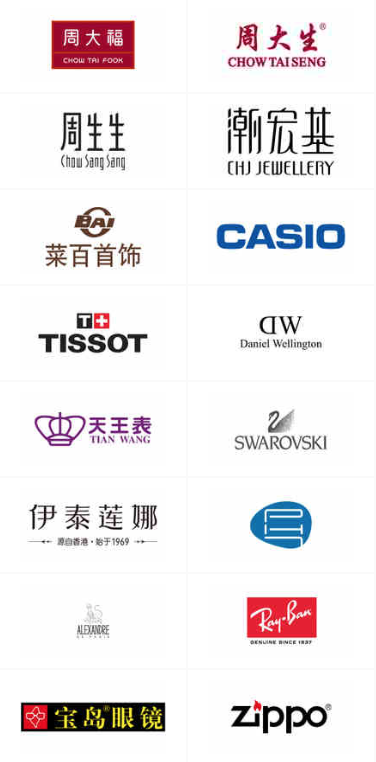 周大福
CHOW TAI FOOK
周大生®
CHOW TAI SENG
周生生
Chow Sang Sang
潮宏基
CHJ JEWELLERY
BAI
菜百首饰
CASIO
T+
TISSOT
DW
Daniel Wellington
天王表
TIAN WANG
SWAROVSKI
伊泰莲娜
源自香港·始于1969
ALEXANDRE
DE PARIS
Ray-Ban
GENUINE SINCE 1937
宝岛®眼镜
zippo®